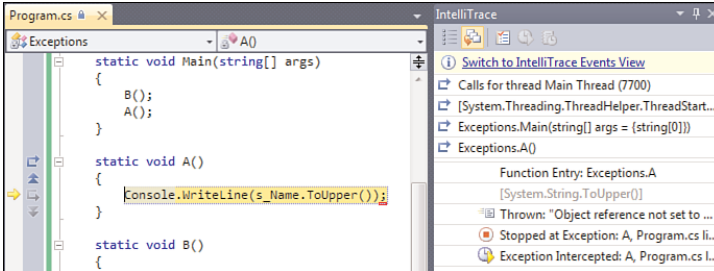 Program.cs
IntelliTrace
Exceptions
A()
static void Main(string[] args)
{
B();
A();
}
static void A()
{
Console.WriteLine(s_Name.ToUpper());
}
static void B()
{
Switch to IntelliTrace Events View
Calls for thread Main Thread (7700)
[System.Threading.ThreadHelper.ThreadStart...
Exceptions.Main(string[] args = {string[0]})
Exceptions.A()
Function Entry: Exceptions.A
[System.String.ToUpper()]
Thrown: "Object reference not set to ...
Stopped at Exception: A, Program.cs li...
Exception Intercepted: A, Program.cs l...